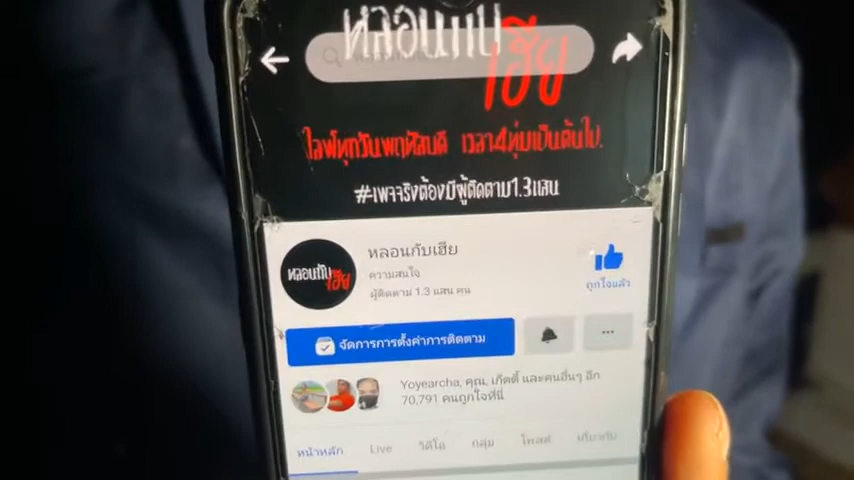 หลอนกับ
เฮีย
ไลฟ์ทุกวันพฤหัสบดี เวลา4ทุ่มเป็นต้นไป.
#เพจจริงต้องมีผู้ติดตาม1.3แสน
หลอนกับเฮีย
หลอนกับเฮีย
ความสนใจ
ผู้ติดตาม 1.3 แสน คน
ถูกใจแล้ว
จัดการการตั้งค่าการติดตาม
Yoyearcha, คุณ, เก็ตตี้ และคนอื่นๆ อีก
70,791 คนถูกใจที่นี่
หน้าหลัก Live วิดีโอ กลุ่ม โพสต์ เกี่ยวกับ